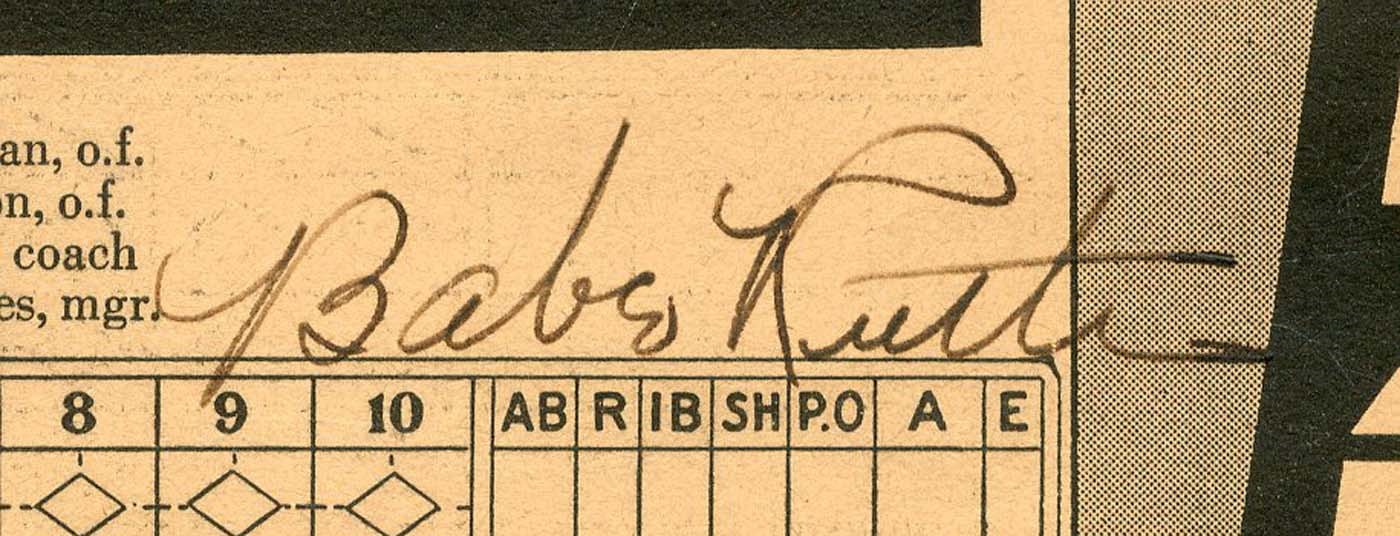 an, o.f.
on, o.f.
coach
es, mgr.
Babe Ruth
8 9 10 AB R IB SH P.O A E